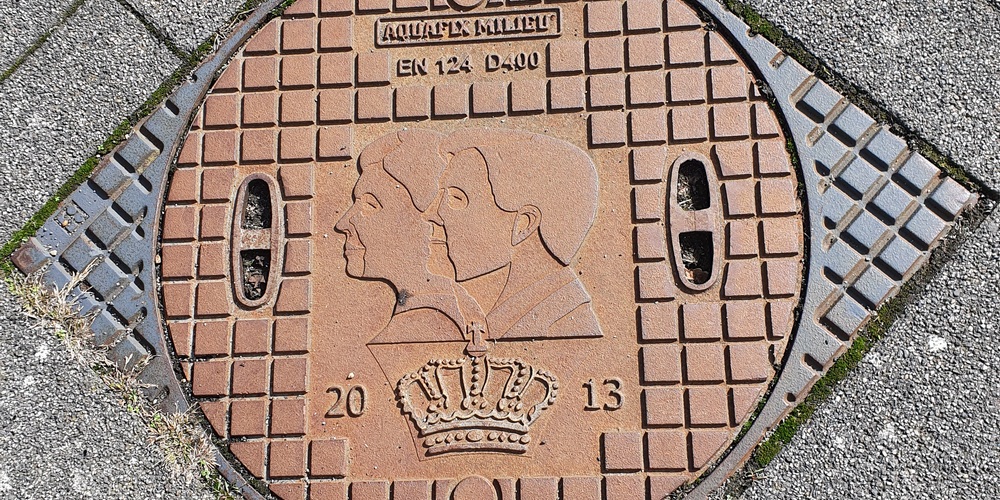 AQUAFIX MILIEU
EN 124 D400
20 13